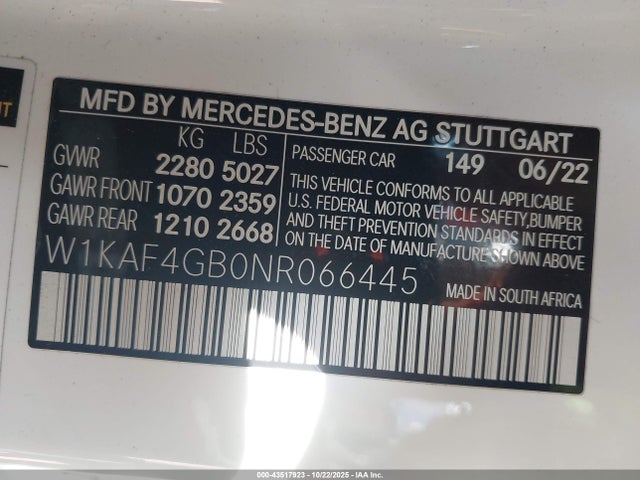 NT
MFD BY MERCEDES-BENZ AG STUTTGART
KG LBS
GVWR 2280 5027
GAWR FRONT 1070 2359
GAWR REAR 1210 2668
PASSENGER CAR 149 06/22
THIS VEHICLE CONFORMS TO ALL APPLICABLE
U.S. FEDERAL MOTOR VEHICLE SAFETY,BUMPER
AND THEFT PREVENTION STANDARDS IN EFFECT
ON THE DATE OF MANUFACTURE SHOWN ABOVE
W1KAF4GB0NR066445
MADE IN SOUTH AFRICA
000-43517923 - 10/22/2025 - IAA Inc.